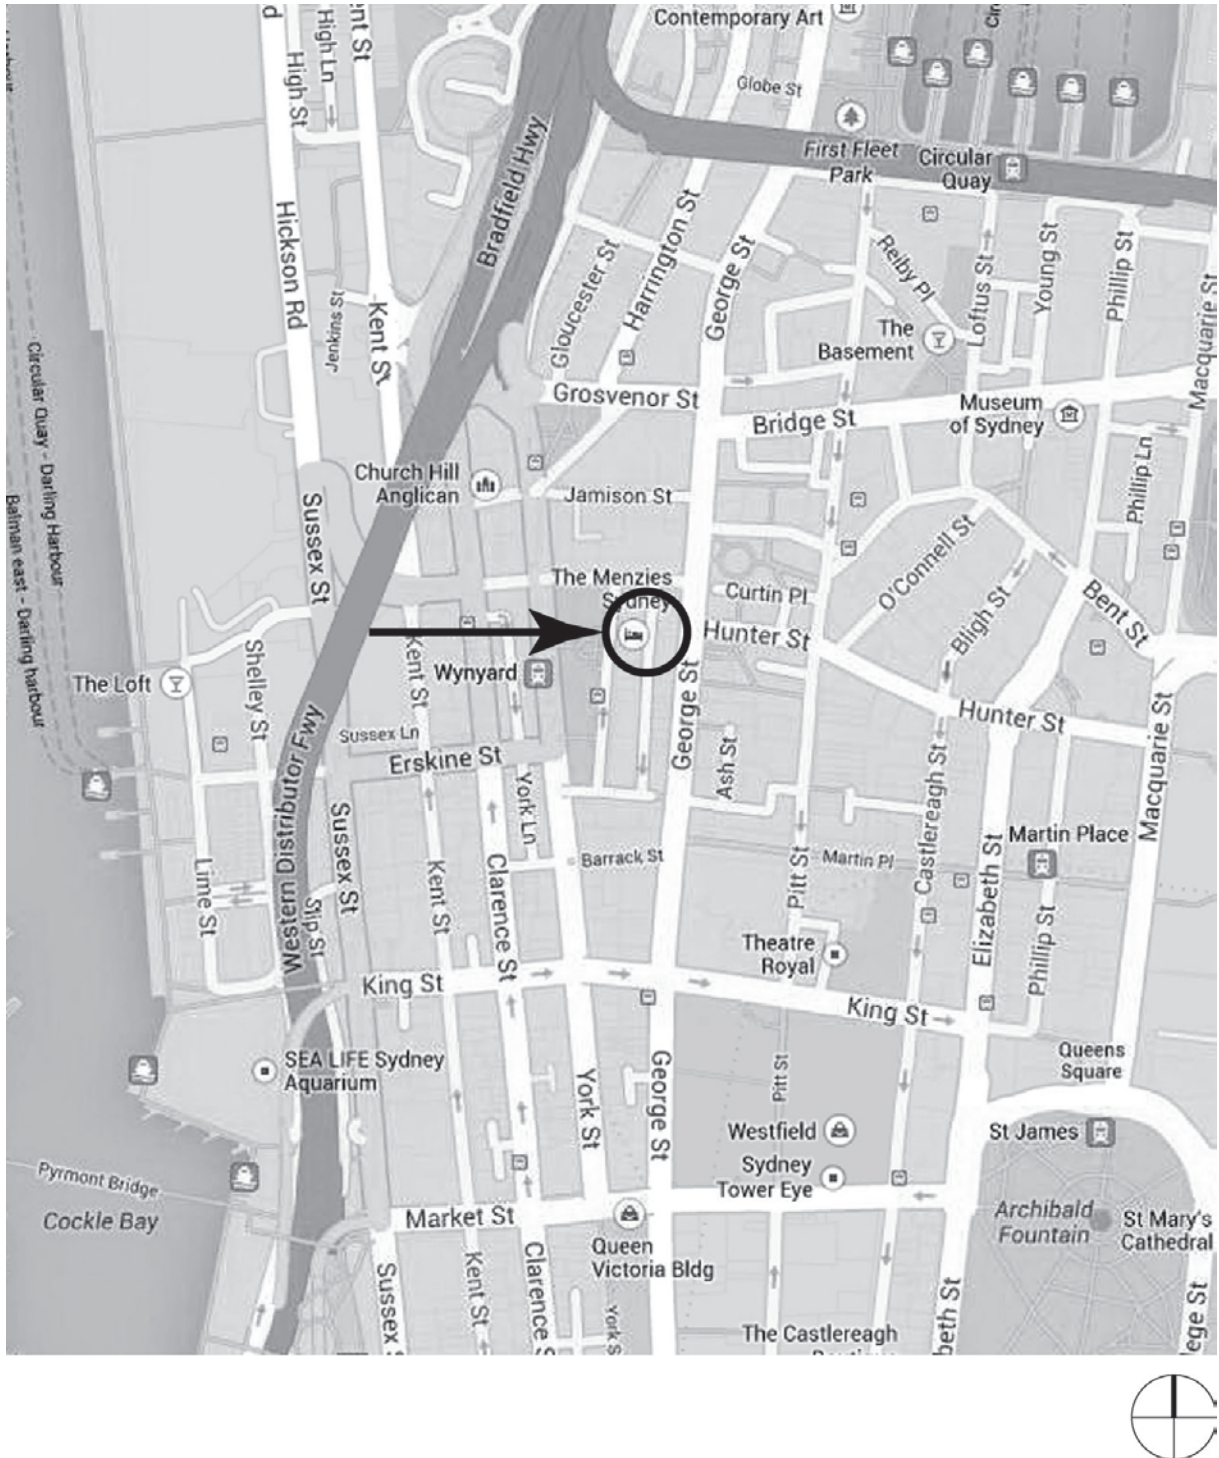 Contemporary Art
High Ln
High St
Globe St
First Fleet
Park
Circular
Quay
Bradfield Hwy
Hickson Rd
Jenkins St
Kent St
Gloucester St
Harrington St
George St
Reiby Pl
Loftus St
Young St
Phillip St
Macquarie St
The
Basement
Circular Quay - Darling Harbour
Balman east - Darling harbour
Grosvenor St
Bridge St
Museum
of Sydney
Church Hill
Anglican
Jamison St
Phillip Ln
Sussex St
O'Connell St
The Menzies
Sydney
Curtin Pl
Bligh St
Bent St
Hunter St
Kent St
Shelley St
The Loft
Wynyard
George St
Hunter St
Macquarie St
Sussex Ln
Erskine St
Ash St
Western Distributor Fwy
York Ln
Castlereagh St
Sussex St
Barrack St
Martin Pl
Martin Place
Lime St
Slip St
Kent St
Clarence St
Pitt St
Elizabeth St
Phillip St
Theatre
Royal
King St
King St
SEA LIFE Sydney
Aquarium
Queens
Square
York St
George St
Pitt St
Westfield
St James
Sydney
Tower Eye
Pyrmont Bridge
Cockle Bay
Market St
Archibald
Fountain
St Mary's
Cathedral
Queen
Victoria Bldg
Sussex
Kent St
Clarence
York S
The Castlereagh
beth St
lege St